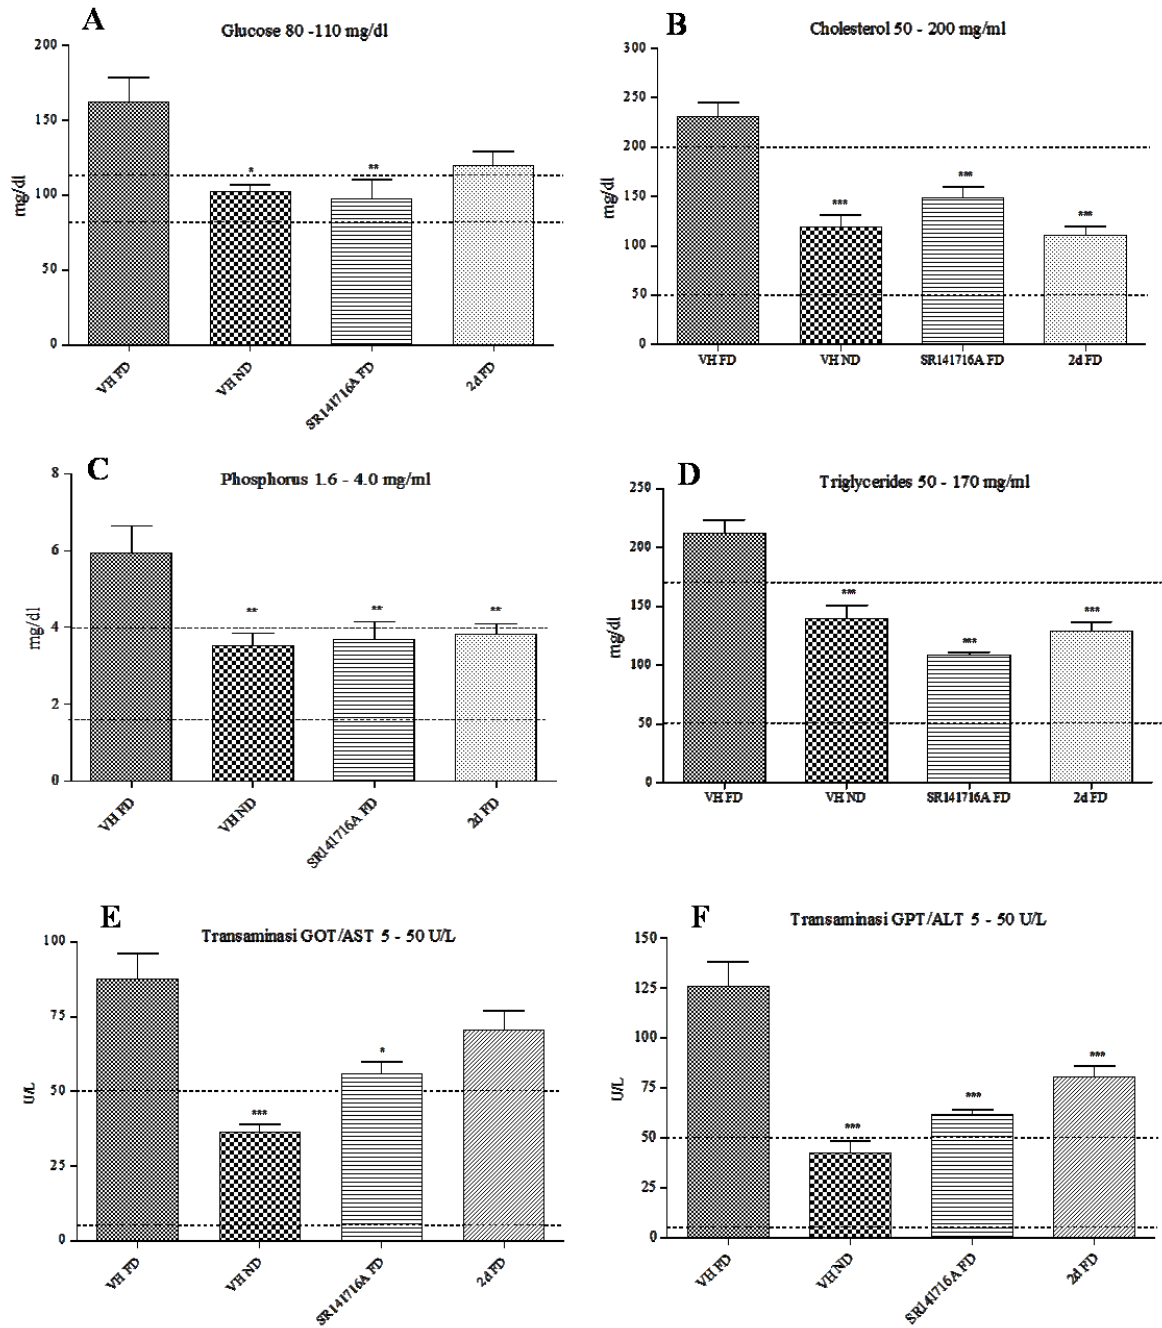 A
Glucose 80 -110 mg/dl
200
150
100
50
0
mg/dl
*
**
VH FD
VH ND
SR141716A FD
2d FD
B
Cholesterol 50 - 200 mg/ml
300
250
200
150
100
50
0
mg/dl
***
***
***
VH FD
VH ND
SR141716A FD
2d FD
C
Phosphorus 1.6 - 4.0 mg/ml
8
6
4
2
0
mg/dl
**
**
**
VH FD
VH ND
SR141716A FD
2d FD
D
Triglycerides 50 - 170 mg/ml
250
200
150
100
50
0
mg/dl
***
***
***
VH FD
VH ND
SR141716A FD
2d FD
E
Transaminasi GOT/AST 5 - 50 U/L
100
75
50
25
0
U/L
***
*
VH FD
VH ND
SR141716A FD
2d FD
F
Transaminasi GPT/ALT 5 - 50 U/L
150
125
100
75
50
25
0
U/L
***
***
***
VH FD
VH ND
SR141716A FD
2d FD